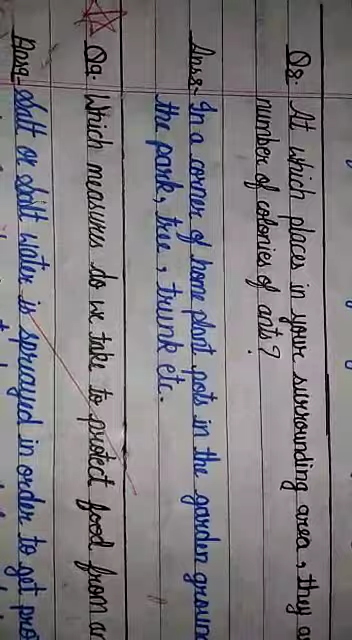 Q8. At which places in your surrounding area, they a
number of colonies of ants?
Ans:- In a corner of home plant pots in the garden groun
the park, tree, trunk etc.
Q9. Which measures do we take to protect food from an
Ans:- Salt or salt water is sprayed in order to get pro